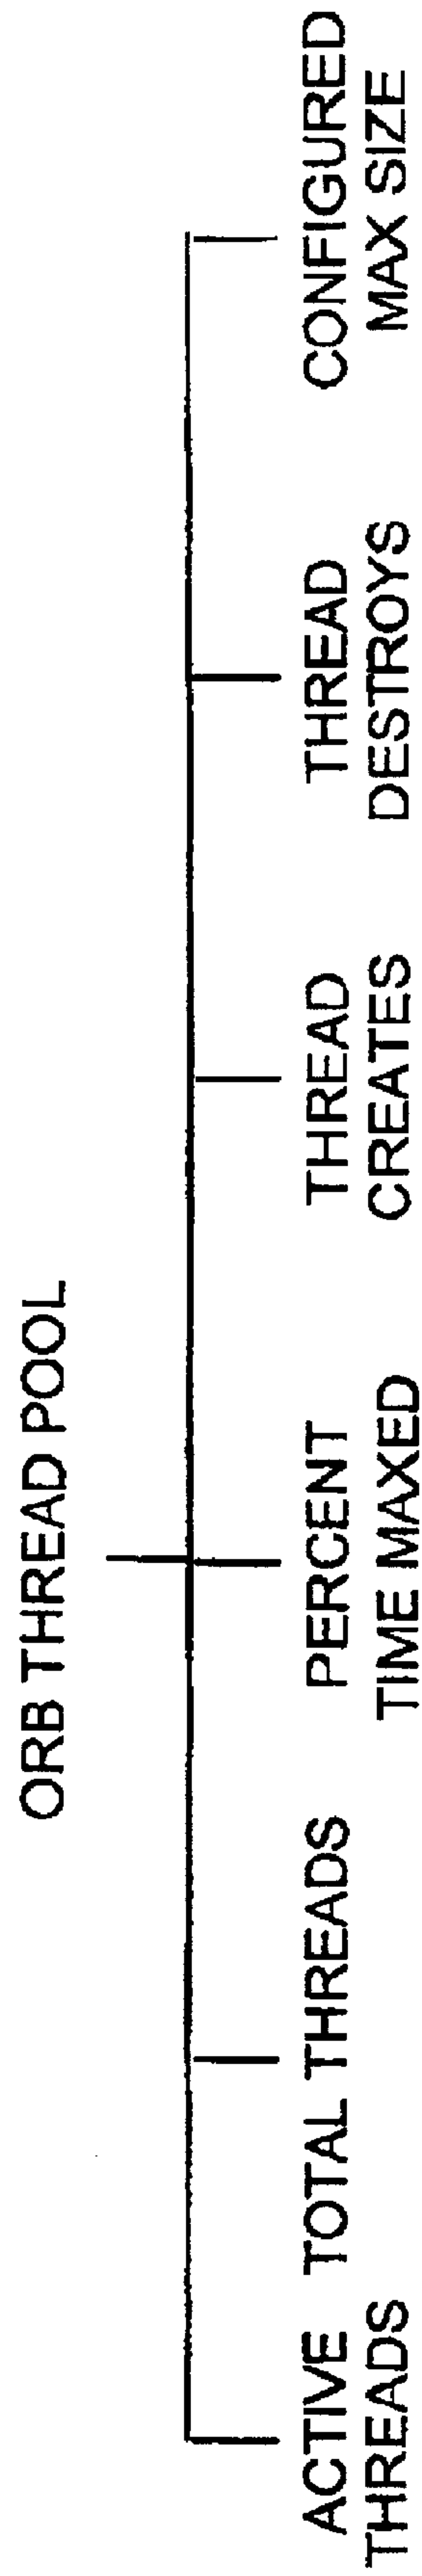 ORB THREAD POOL
ACTIVE
THREADS
TOTAL THREADS
PERCENT
TIME MAXED
THREAD
CREATES
THREAD
DESTROYS
CONFIGURED
MAX SIZE